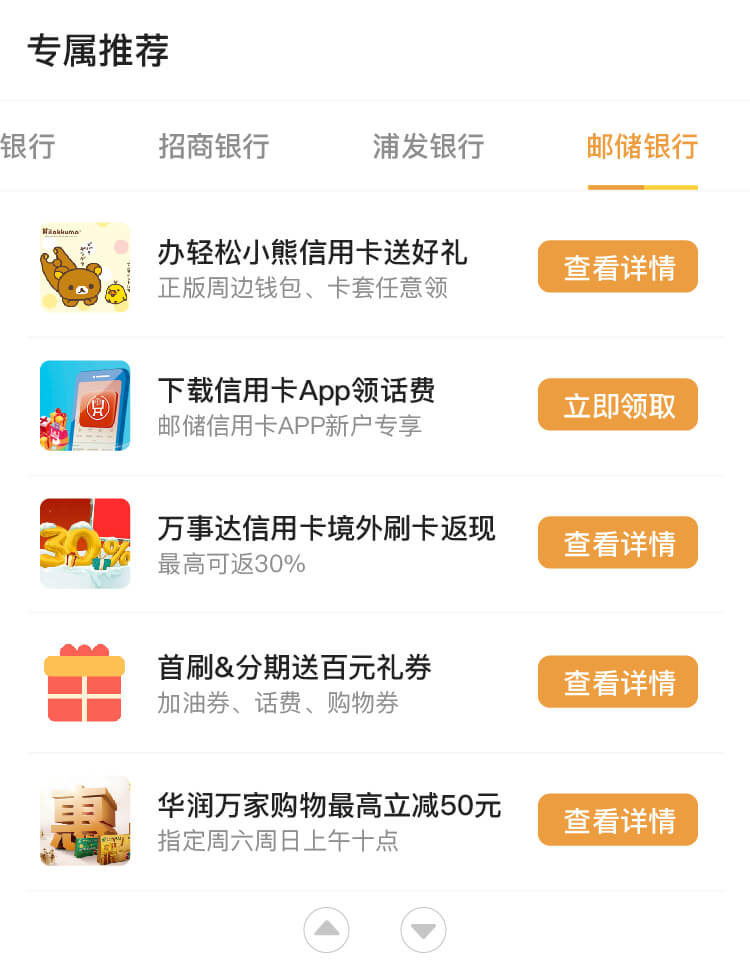 专属推荐
银行
招商银行
浦发银行
邮储银行
Rilakkuma
办轻松小熊信用卡送好礼
正版周边钱包、卡套任意领
查看详情
下载信用卡App领话费
邮储信用卡APP新户专享
立即领取
30%
万事达信用卡境外刷卡返现
最高可返30%
查看详情
首刷&分期送百元礼券
加油券、话费、购物券
查看详情
惠
华润万家购物最高立减50元
指定周六周日上午十点
查看详情